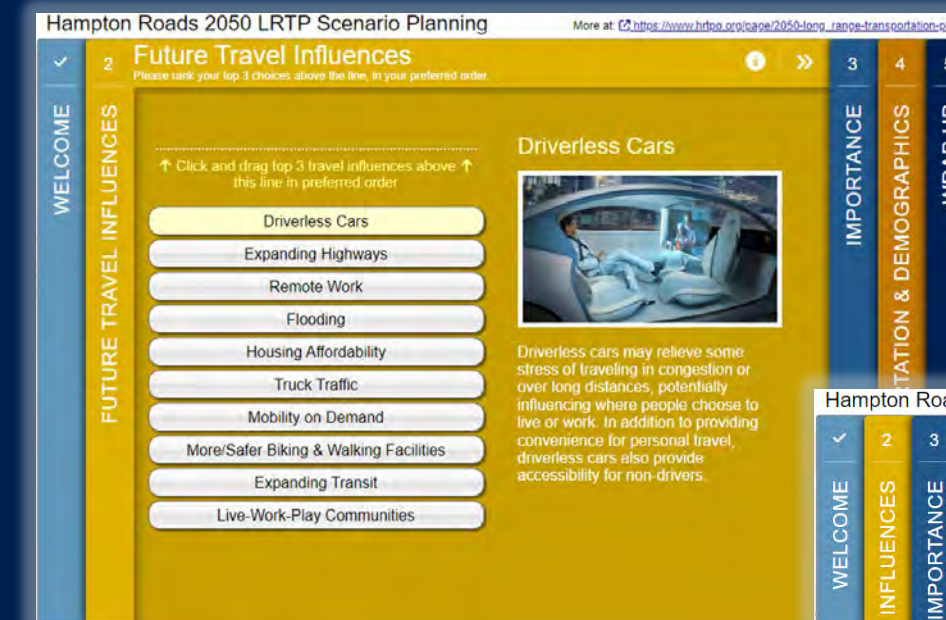 Hampton Roads 2050 LRTP Scenario Planning
More at: https://www.hrtpo.org/page/2050-long_range-transportation-p
WELCOME
2
FUTURE TRAVEL INFLUENCES
Future Travel Influences
Please rank your top 3 choices above the line, in your preferred order.
↑ Click and drag top 3 travel influences above ↑
this line in preferred order
Driverless Cars
Expanding Highways
Remote Work
Flooding
Housing Affordability
Truck Traffic
Mobility on Demand
More/Safer Biking & Walking Facilities
Expanding Transit
Live-Work-Play Communities
Driverless Cars
Driverless cars may relieve some
stress of traveling in congestion or
over long distances, potentially
influencing where people choose to
live or work. In addition to providing
convenience for personal travel,
driverless cars also provide
accessibility for non-drivers.
3
IMPORTANCE
4
TATION & DEMOGRAPHICS
Hampton Roa
WELCOME
2
INFLUENCES
3
IMPORTANCE